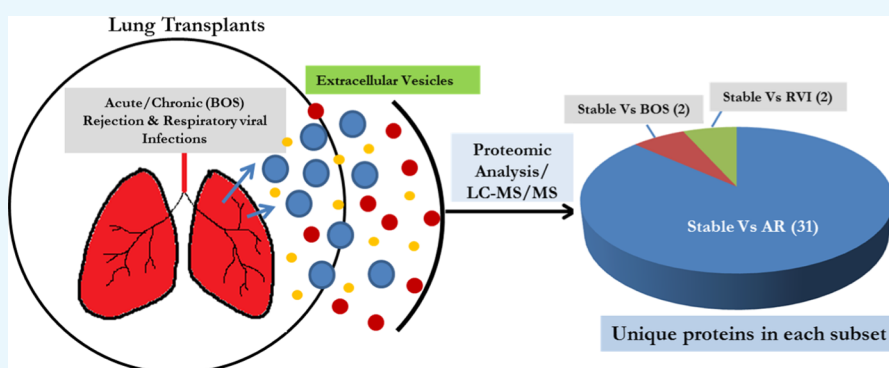 Lung Transplants
Acute/Chronic (BOS)
Rejection & Respiratory viral
Infections
Extracellular Vesicles
Proteomic
Analysis/
LC-MS/MS
Stable Vs BOS (2)
Stable Vs RVI (2)
Stable Vs AR (31)
Unique proteins in each subset